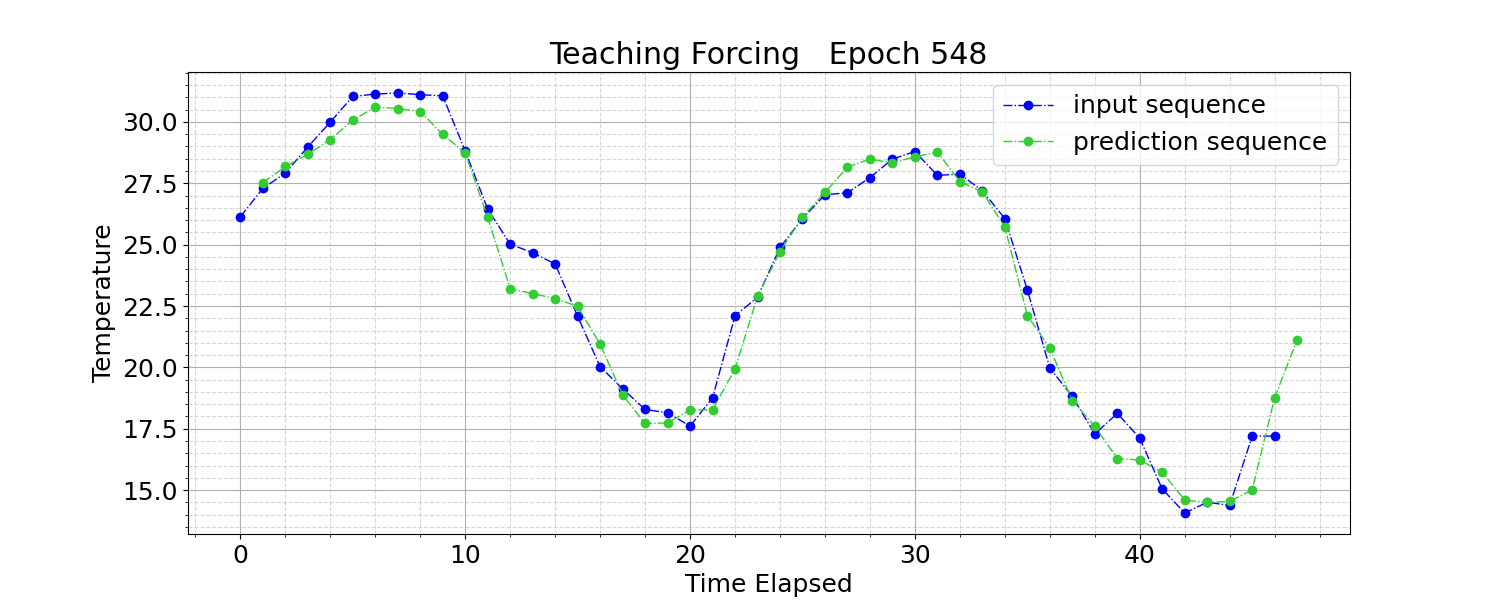 Teaching Forcing   Epoch 548
input sequence
prediction sequence
30.0
27.5
25.0
22.5
20.0
17.5
15.0
Temperature
0 10 20 30 40
Time Elapsed